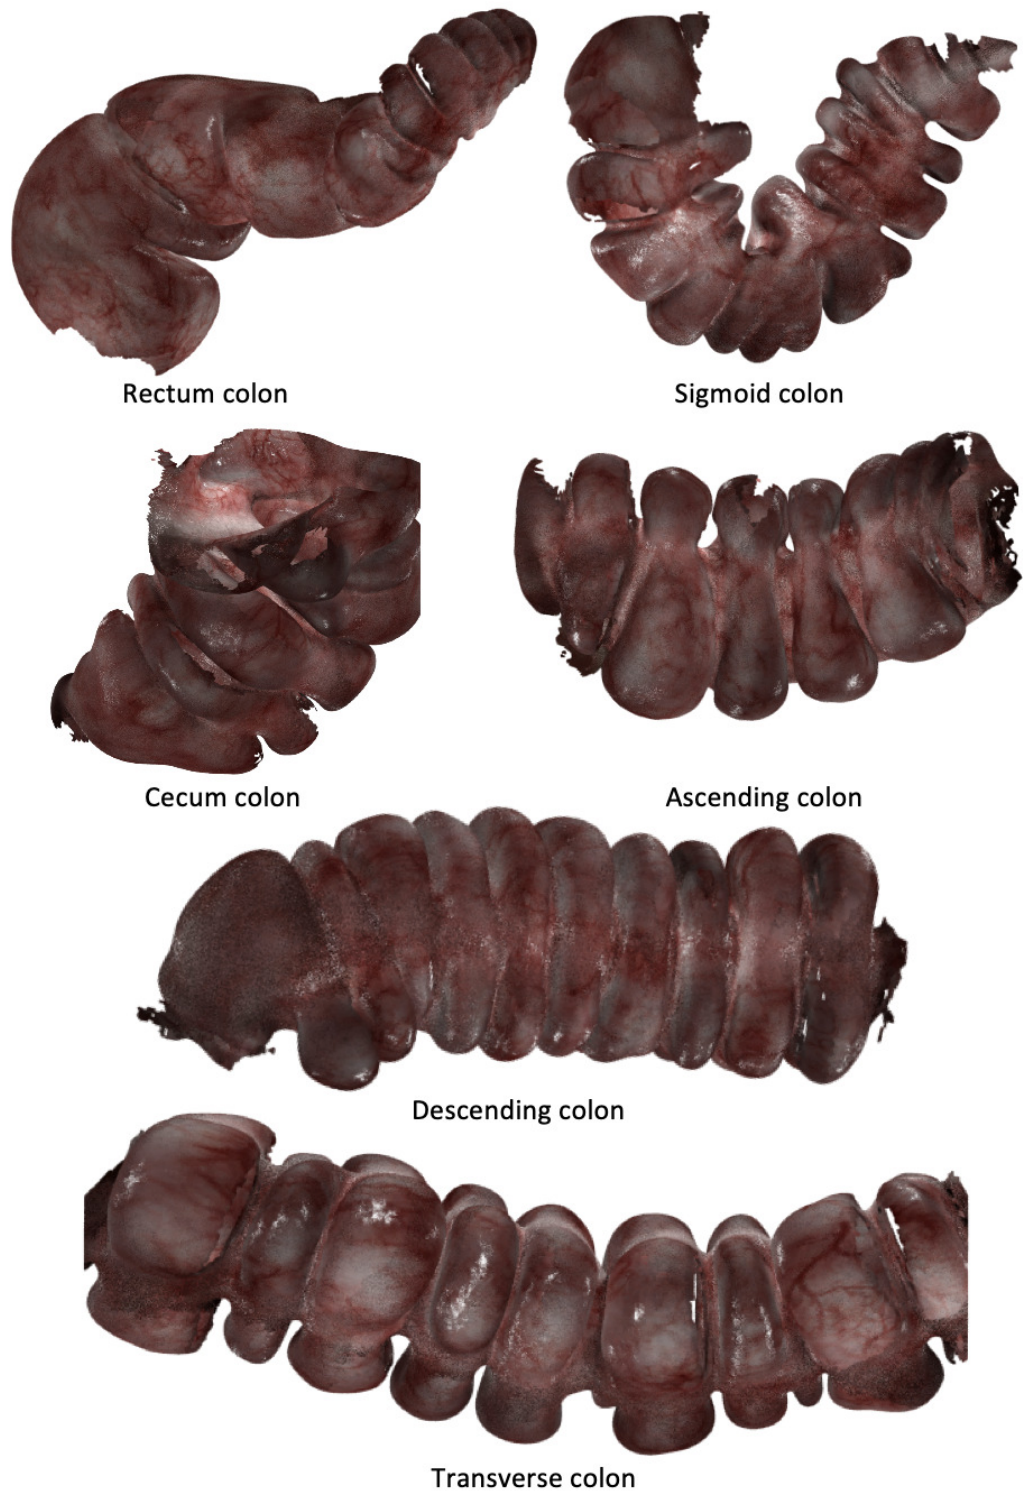 Rectum colon
Sigmoid colon
Cecum colon
Ascending colon
Descending colon
Transverse colon